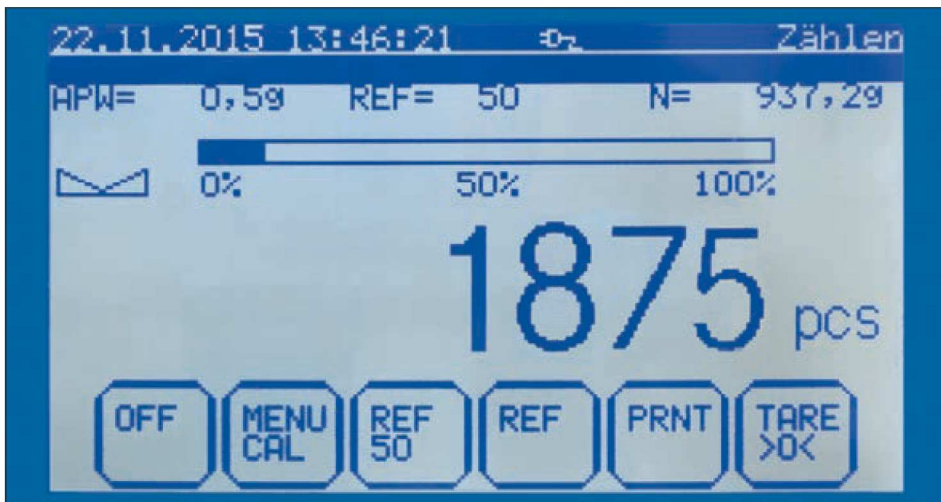 22.11.2015 13:46:21 Zählen
APW= 0,5g REF= 50 N= 937,2g
0% 50% 100%
1875 pcs
OFF MENU CAL REF 50 REF PRNT TARE >0<